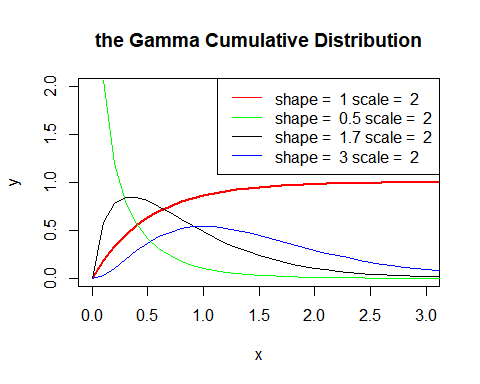 the Gamma Cumulative Distribution
shape = 1 scale = 2
shape = 0.5 scale = 2
shape = 1.7 scale = 2
shape = 3 scale = 2
y
2.0
1.5
1.0
0.5
0.0
0.0 0.5 1.0 1.5 2.0 2.5 3.0
x